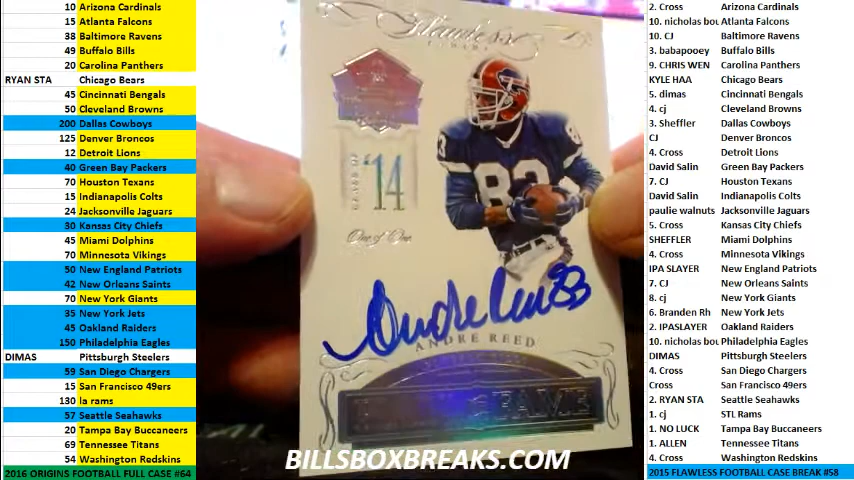 10 Arizona Cardinals
15 Atlanta Falcons
38 Baltimore Ravens
49 Buffalo Bills
20 Carolina Panthers
RYAN STA Chicago Bears
45 Cincinnati Bengals
50 Cleveland Browns
200 Dallas Cowboys
125 Denver Broncos
12 Detroit Lions
40 Green Bay Packers
70 Houston Texans
15 Indianapolis Colts
24 Jacksonville Jaguars
30 Kansas City Chiefs
45 Miami Dolphins
70 Minnesota Vikings
50 New England Patriots
42 New Orleans Saints
70 New York Giants
35 New York Jets
45 Oakland Raiders
150 Philadelphia Eagles
DIMAS Pittsburgh Steelers
59 San Diego Chargers
15 San Francisco 49ers
130 la rams
57 Seattle Seahawks
20 Tampa Bay Buccaneers
69 Tennessee Titans
54 Washington Redskins
2016 ORIGINS FOOTBALL FULL CASE #64
Flawless
CLASS OF
'14
One of One
83
Andre Reed 83
ANDRE REED
FAME
BILLSBOXBREAKS.COM
2. Cross Arizona Cardinals
10. nicholas bou Atlanta Falcons
10. CJ Baltimore Ravens
3. babapooey Buffalo Bills
9. CHRIS WEN Carolina Panthers
KYLE HAA Chicago Bears
5. dimas Cincinnati Bengals
4. cj Cleveland Browns
3. Sheffler Dallas Cowboys
CJ Denver Broncos
4. Cross Detroit Lions
David Salin Green Bay Packers
7. CJ Houston Texans
David Salin Indianapolis Colts
paulie walnuts Jacksonville Jaguars
5. Cross Kansas City Chiefs
SHEFFLER Miami Dolphins
4. Cross Minnesota Vikings
IPA SLAYER New England Patriots
7. CJ New Orleans Saints
8. cj New York Giants
6. Branden Rh New York Jets
2. IPASLAYER Oakland Raiders
10. nicholas bou Philadelphia Eagles
DIMAS Pittsburgh Steelers
4. Cross San Diego Chargers
Cross San Francisco 49ers
2. RYAN STA Seattle Seahawks
1. cj STL Rams
1. NO LUCK Tampa Bay Buccaneers
1. ALLEN Tennessee Titans
4. Cross Washington Redskins
2015 FLAWLESS FOOTBALL CASE BREAK #58